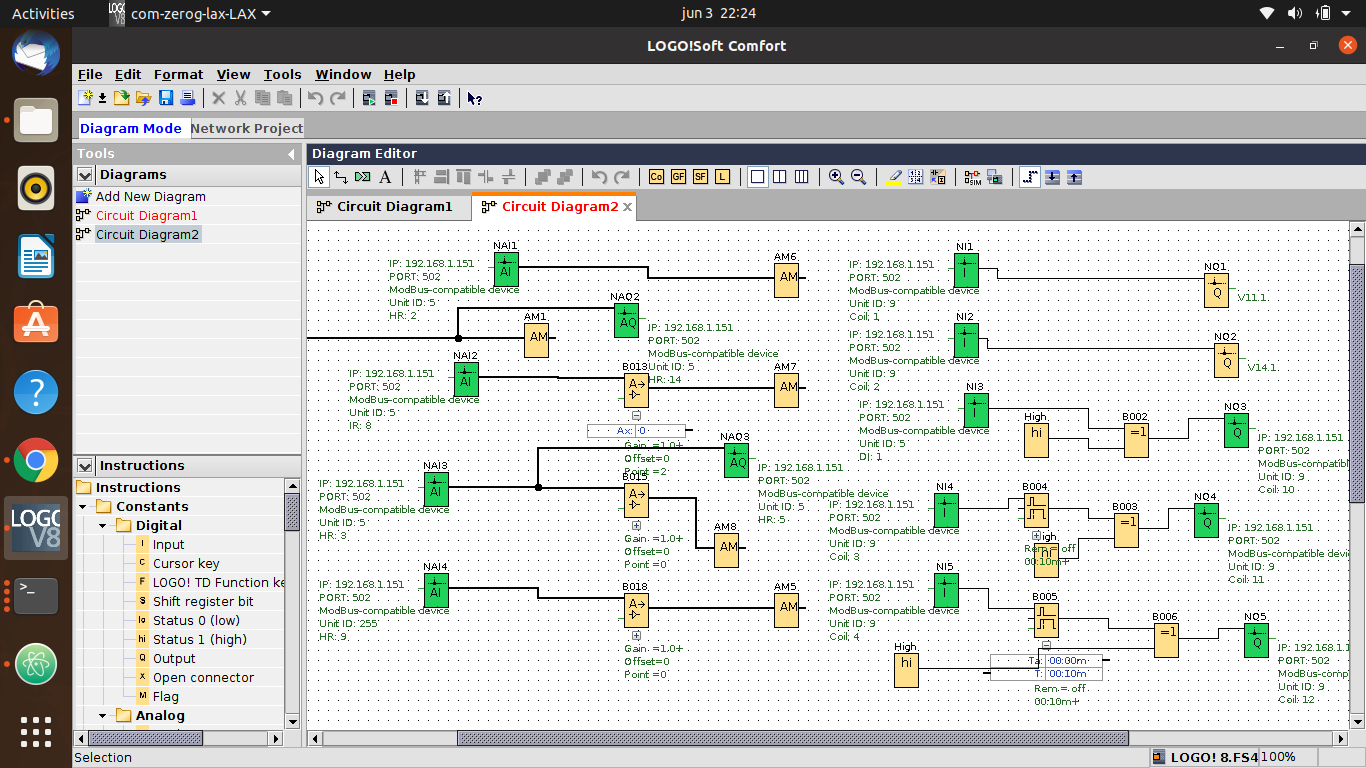 Activities com-zerog-lax-LAX jun 3 22:24
LOGO!Soft Comfort
File Edit Format View Tools Window Help
Diagram Mode Network Project
Tools
Diagrams
Add New Diagram
Circuit Diagram1
Circuit Diagram2
Instructions
Instructions
Constants
Digital
I Input
C Cursor key
F LOGO! TD Function ke
S Shift register bit
lo Status 0 (low)
hi Status 1 (high)
Q Output
X Open connector
M Flag
Analog
Diagram Editor
A Co GF SF L SIM
Circuit Diagram1 Circuit Diagram2 X
NAI1
AI
IP: 192.168.1.151
PORT: 502
ModBus-compatible device
Unit ID: 5
HR: 2
AM6
AM
NAQ2
AQ
IP: 192.168.1.151
PORT: 502
ModBus-compatible device
Unit ID: 5
HR: 14
AM1
AM
NAI2
AI
IP: 192.168.1.151
PORT: 502
ModBus-compatible device
Unit ID: 5
IR: 8
B013
A→
Ax: 0
Gain =1.0+
Offset=0
Point =2
AM7
AM
NAQ3
AQ
IP: 192.168.1.151
PORT: 502
ModBus-compatible device
Unit ID: 5
HR: 5
NAI3
AI
IP: 192.168.1.151
PORT: 502
ModBus-compatible device
Unit ID: 5
HR: 3
B015
A→
Gain =1.0+
Offset=0
Point =0
AM8
AM
NAI4
AI
IP: 192.168.1.151
PORT: 502
ModBus-compatible device
Unit ID: 255
HR: 9
B018
A→
Gain =1.0+
Offset=0
Point =0
AM5
AM
NI1
I
IP: 192.168.1.151
PORT: 502
ModBus-compatible device
Unit ID: 9
Coil: 1
NQ1
Q
V11.1.
NI2
I
IP: 192.168.1.151
PORT: 502
ModBus-compatible device
Unit ID: 9
Coil: 2
NQ2
Q
V14.1.
NI3
I
IP: 192.168.1.151
PORT: 502
ModBus-compatible device
Unit ID: 5
DI: 1
High
hi
B002
=1
NQ3
Q
IP: 192.168.1.151
PORT: 502
ModBus-compatib
Unit ID: 9
Coil: 10
NI4
I
IP: 192.168.1.151
PORT: 502
ModBus-compatible device
Unit ID: 9
Coil: 3
B004
Rem = off
00:10m+
High
hi
B003
=1
NQ4
Q
IP: 192.168.1.151
PORT: 502
ModBus-compatible d
Unit ID: 9
Coil: 11
NI5
I
IP: 192.168.1.151
PORT: 502
ModBus-compatible device
Unit ID: 9
Coil: 4
B005
Ta: 00:00m
T: 00:10m
Rem = off
00:10m+
High
hi
B006
=1
NQ5
Q
IP: 192.168.1.1
PORT: 502
ModBus-comp
Unit ID: 9
Coil: 12
LOGO
V8
Selection LOGO! 8.FS4 100%